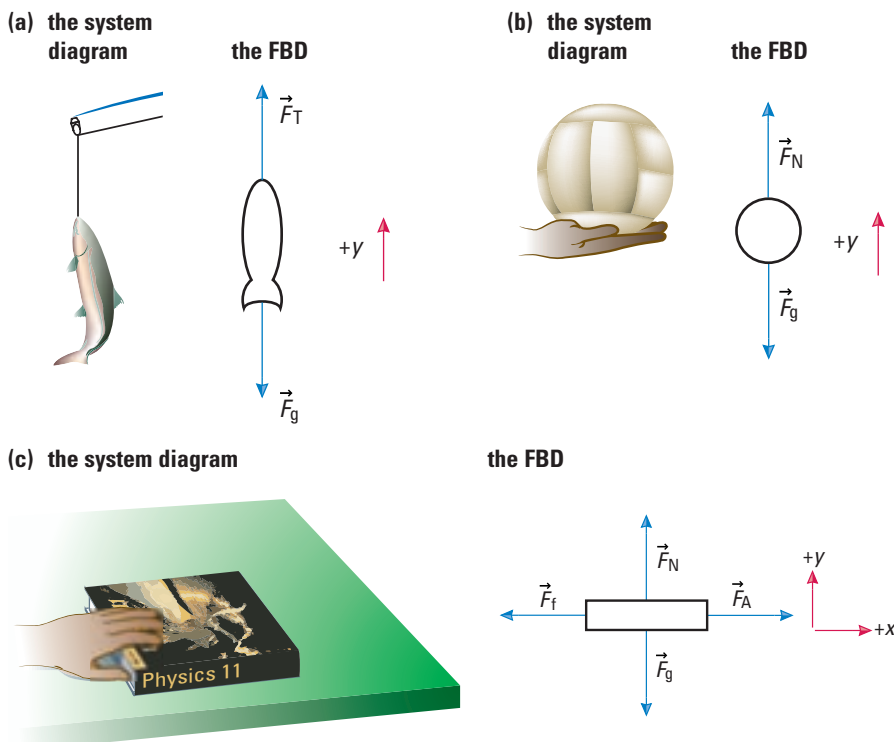 (a) the system
diagram
the FBD
F⃗T
+y
F⃗g
(b) the system
diagram
the FBD
F⃗N
+y
F⃗g
(c) the system diagram
Physics 11
the FBD
F⃗N
F⃗f
F⃗A
F⃗g
+y
+x